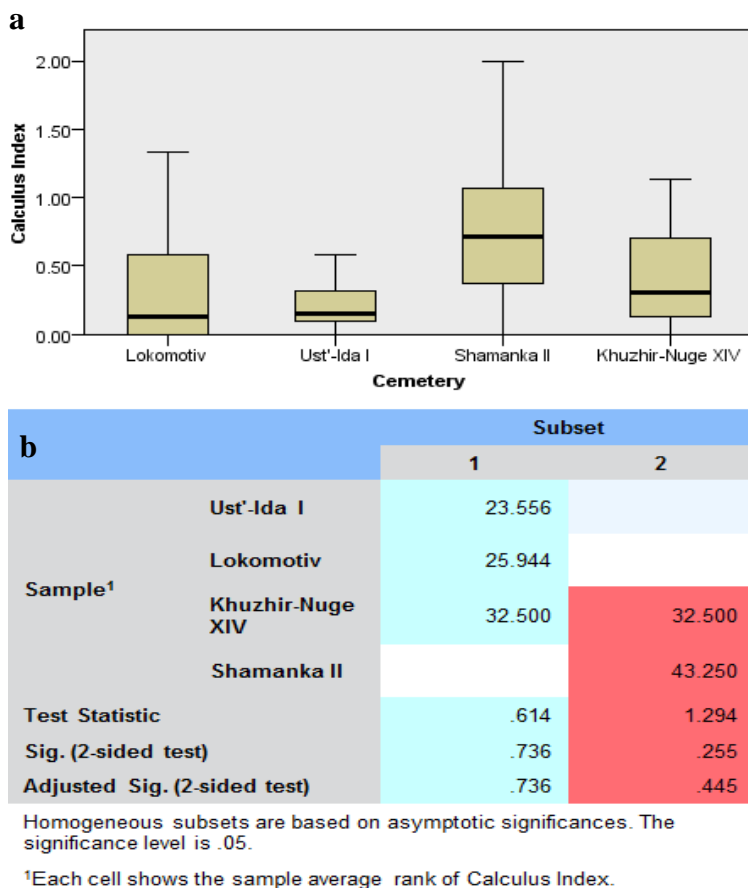 a
2.00
1.50
1.00
0.50
0.00
Calculus Index
Lokomotiv Ust'-Ida I Shamanka II Khuzhir-Nuge XIV
Cemetery
b
Subset
1 2
Sample¹
Ust'-Ida I 23.556
Lokomotiv 25.944
Khuzhir-Nuge
XIV 32.500 32.500
Shamanka II 43.250
Test Statistic .614 1.294
Sig. (2-sided test) .736 .255
Adjusted Sig. (2-sided test) .736 .445
Homogeneous subsets are based on asymptotic significances. The
significance level is .05.
¹Each cell shows the sample average rank of Calculus Index.